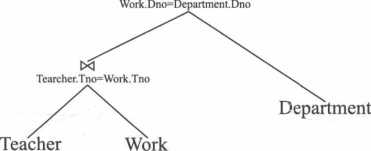 Work.Dno=Department.Dno
⋈
Tearcher.Tno=Work.Tno
Department
Teacher
Work